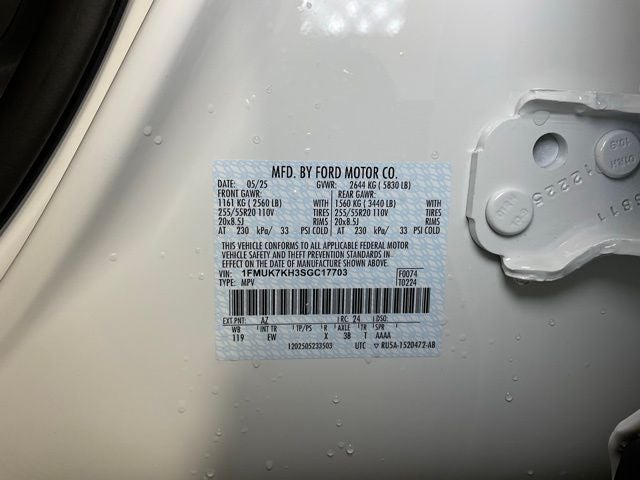 MFD. BY FORD MOTOR CO.
DATE: 05/25 GVWR: 2644 KG ( 5830 LB)
FRONT GAWR: REAR GAWR:
1161 KG ( 2560 LB) 1560 KG ( 3440 LB)
255/55R20 110V TIRES 255/55R20 110V TIRES
20x8.5J RIMS 20x8.5J RIMS
AT 230 kPa/ 33 PSI COLD AT 230 kPa/ 33 PSI COLD
THIS VEHICLE CONFORMS TO ALL APPLICABLE FEDERAL MOTOR
VEHICLE SAFETY AND THEFT PREVENTION STANDARDS IN
EFFECT ON THE DATE OF MANUFACTURE SHOWN ABOVE.
VIN: 1FMUK7KH3SGC17703 F0074
TYPE: MPV T0224
EXT PNT: AZ RC: 24 DSO:
WB INT TR TP/PS R AXLE TR SPR
119 EW X 38 T AAAA
1202505233503 UTC RU5A-1520472-AB
12225
6811
10.9